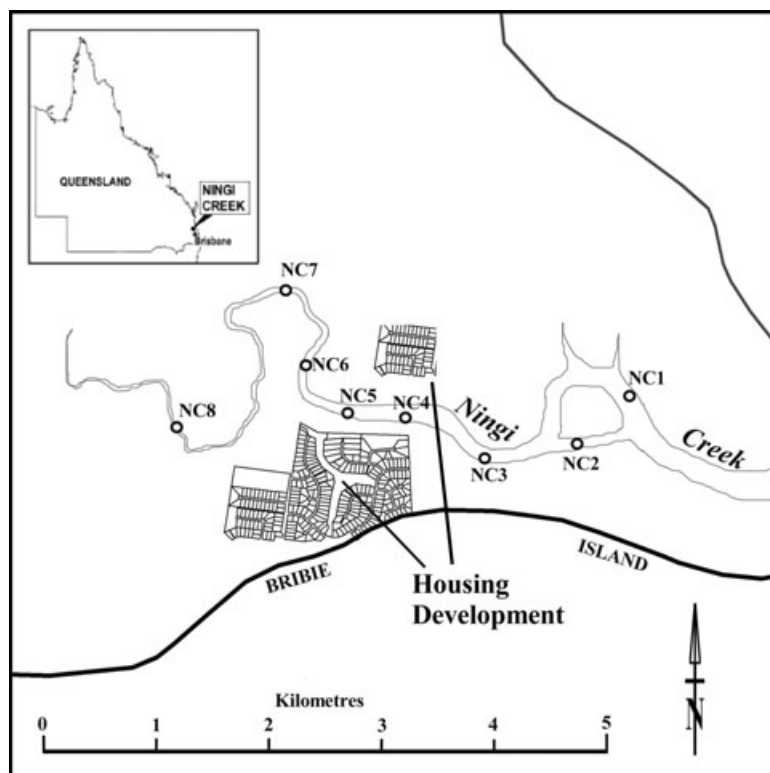 QUEENSLAND
NINGI
CREEK
Brisbane
NC7
NC6
NC1
NC5
NC4
Ningi
NC8
NC3
NC2
Creek
BRIBIE
ISLAND
Housing
Development
Kilometres
0 1 2 3 4 5
N